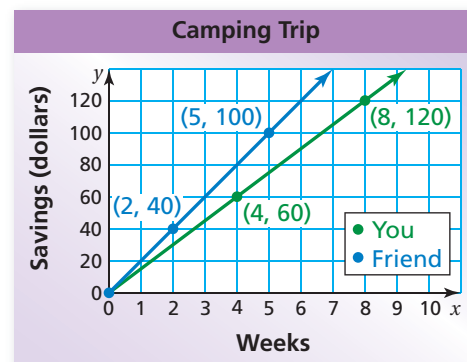 Camping Trip
Savings (dollars)
y
120
100
80
60
40
20
0
(5, 100)
(8, 120)
(2, 40)
(4, 60)
You
Friend
0 1 2 3 4 5 6 7 8 9 10 x
Weeks